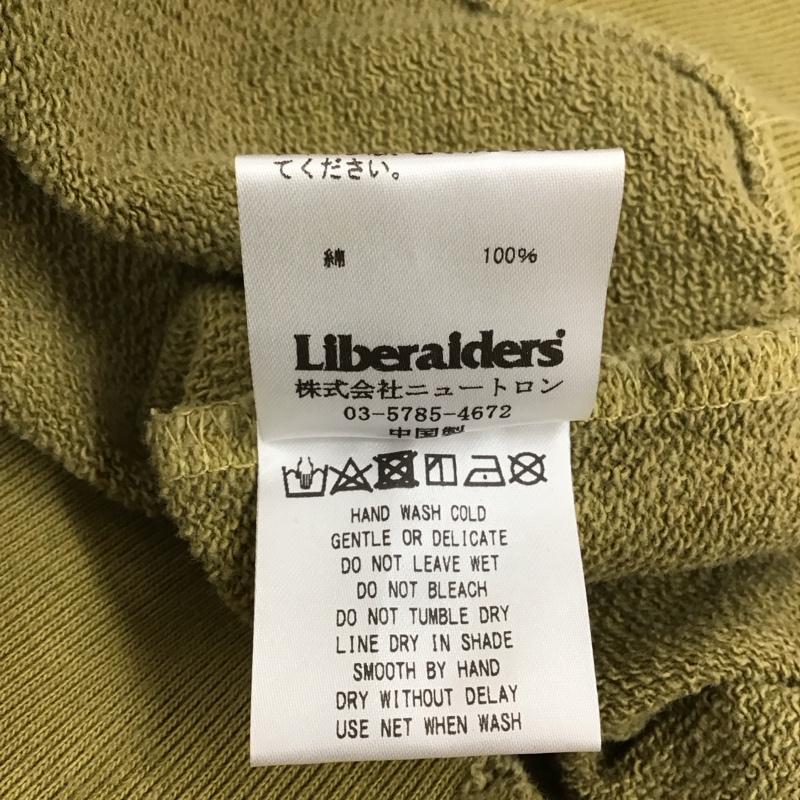 てください。
綿 100%
Liberaiders
株式会社ニュートロン
03-5785-4672
中国製
HAND WASH COLD
GENTLE OR DELICATE
DO NOT LEAVE WET
DO NOT BLEACH
DO NOT TUMBLE DRY
LINE DRY IN SHADE
SMOOTH BY HAND
DRY WITHOUT DELAY
USE NET WHEN WASH